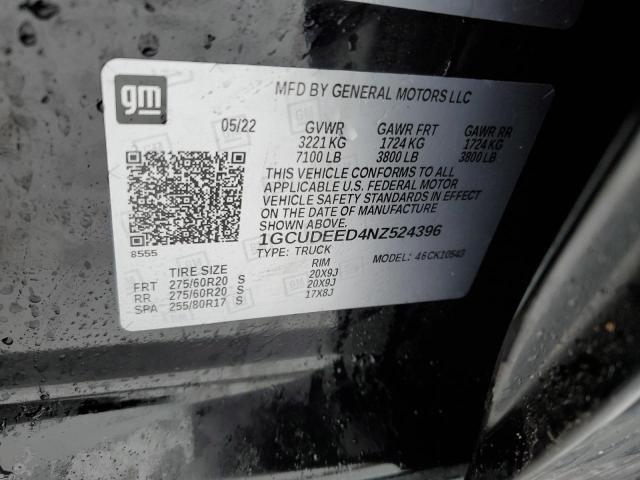 gm
MFD BY GENERAL MOTORS LLC
05/22 GVWR GAWR FRT GAWR RR
3221 KG 1724 KG 1724 KG
7100 LB 3800 LB 3800 LB
THIS VEHICLE CONFORMS TO ALL
APPLICABLE U.S. FEDERAL MOTOR
VEHICLE SAFETY STANDARDS IN EFFECT
ON THE DATE OF MANUFACTURE
1GCUDEED4NZ524396
8555 TYPE: TRUCK MODEL: 46CK10543
TIRE SIZE RIM
FRT 275/60R20 S 20X9J
RR 275/60R20 S 20X9J
SPA 255/80R17 S 17X8J